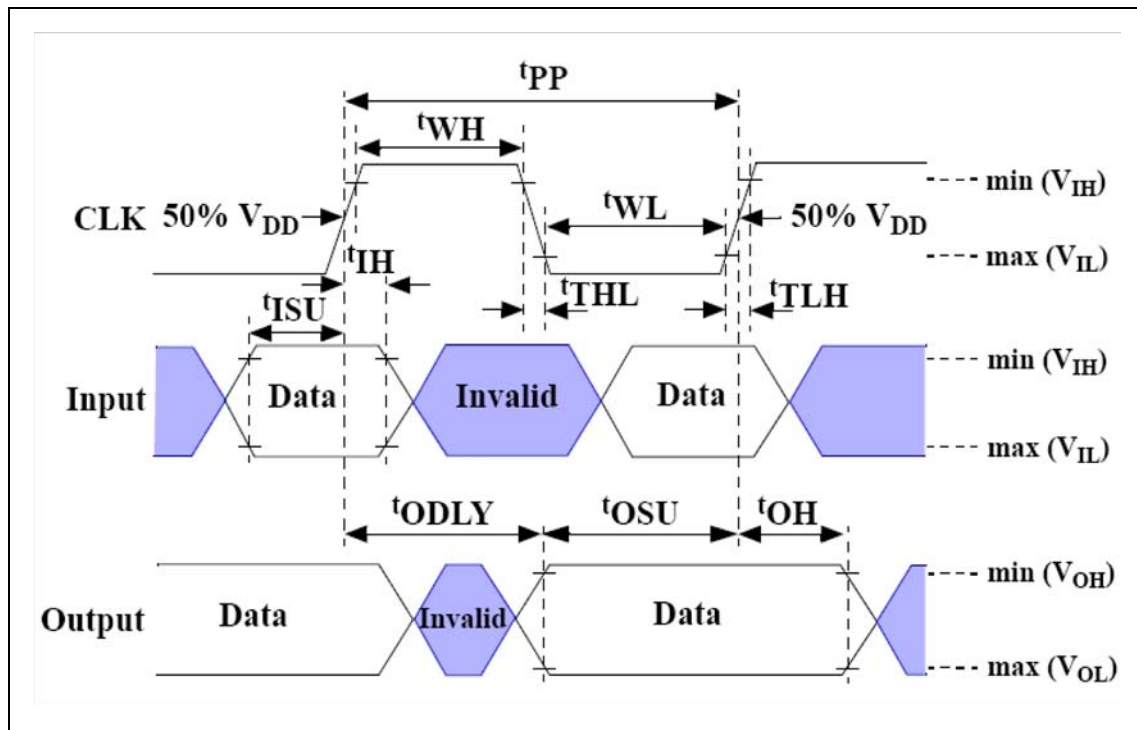 tPP
tWH
min (VIH)
CLK 50% VDD
tWL
50% VDD
tIH
max (VIL)
tTHL
tTLH
tISU
min (VIH)
Input
Data
Invalid
Data
max (VIL)
tODLY
tOSU
tOH
min (VOH)
Output
Data
Invalid
Data
max (VOL)